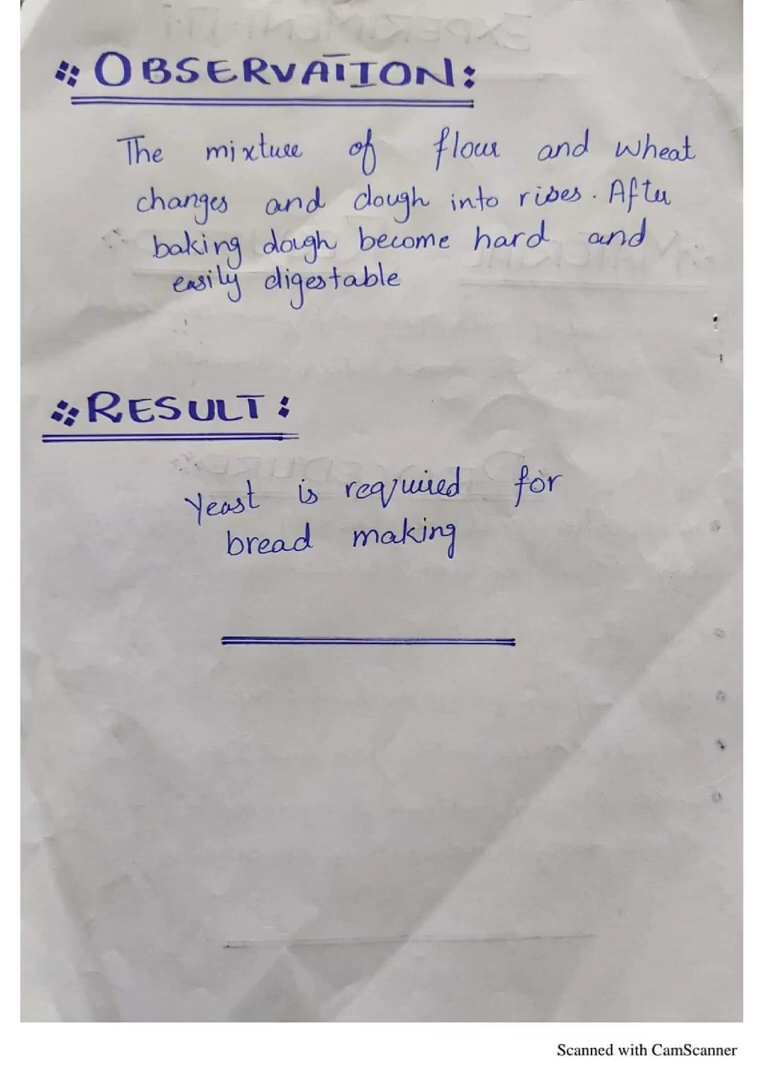 OBSERVATION:
The mixture of flour and wheat
changes and dough into rises. After
baking dough become hard and
easily digestable
RESULT:
Yeast is required for
bread making
Scanned with CamScanner